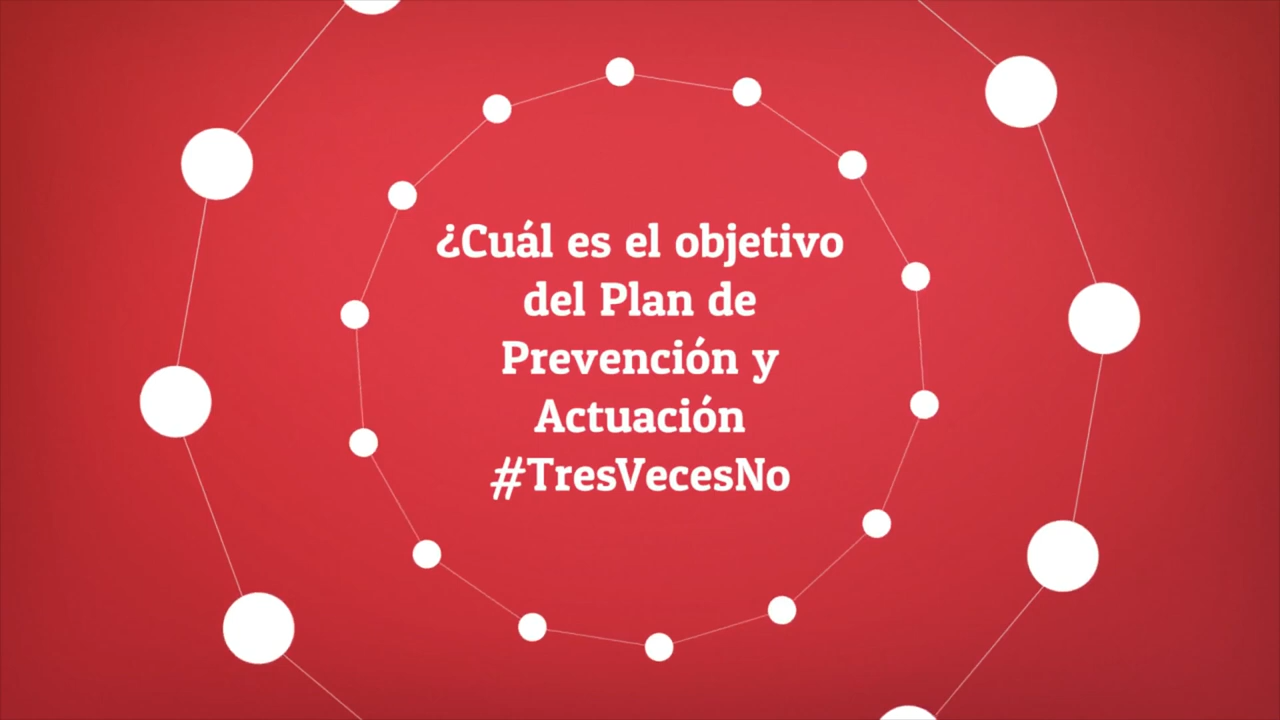 ¿Cuál es el objetivo
del Plan de
Prevención y
Actuación
#TresVecesNo